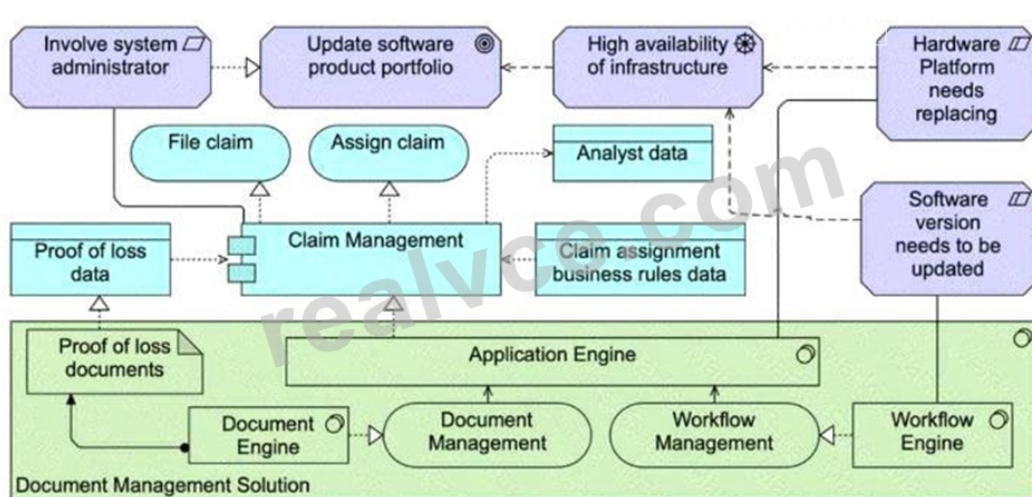 Involve system
administrator
Update software
product portfolio
High availability
of infrastructure
Hardware
Platform
needs
replacing
File claim
Assign claim
Analyst data
Software
version
needs to be
updated
Proof of loss
data
Claim Management
Claim assignment
business rules data
realvce.com
Proof of loss
documents
Application Engine
Document
Engine
Document
Management
Workflow
Management
Workflow
Engine
Document Management Solution